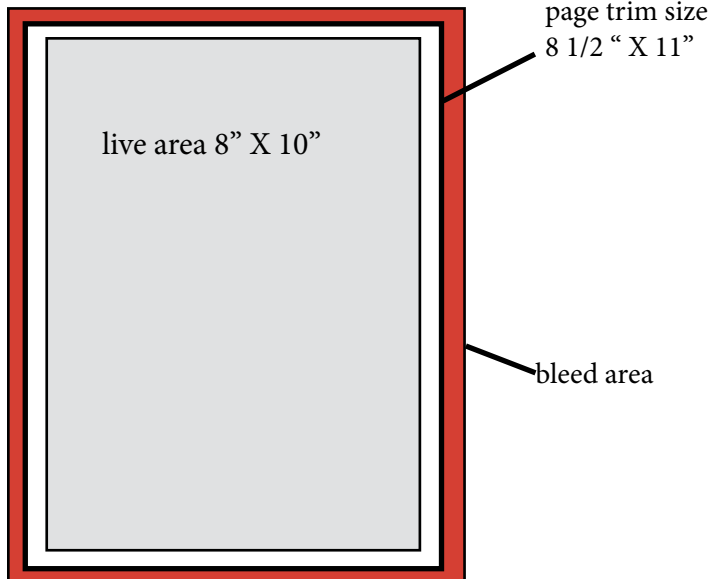 page trim size
8 1/2 “ X 11”
live area 8” X 10”
bleed area